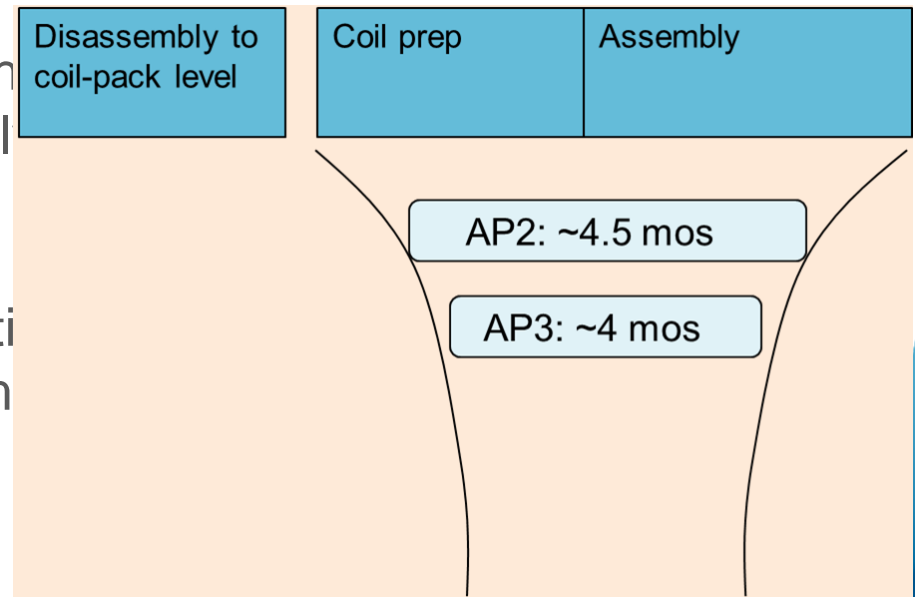 Disassembly to
coil-pack level
Coil prep
Assembly
AP2: ~4.5 mos
AP3: ~4 mos